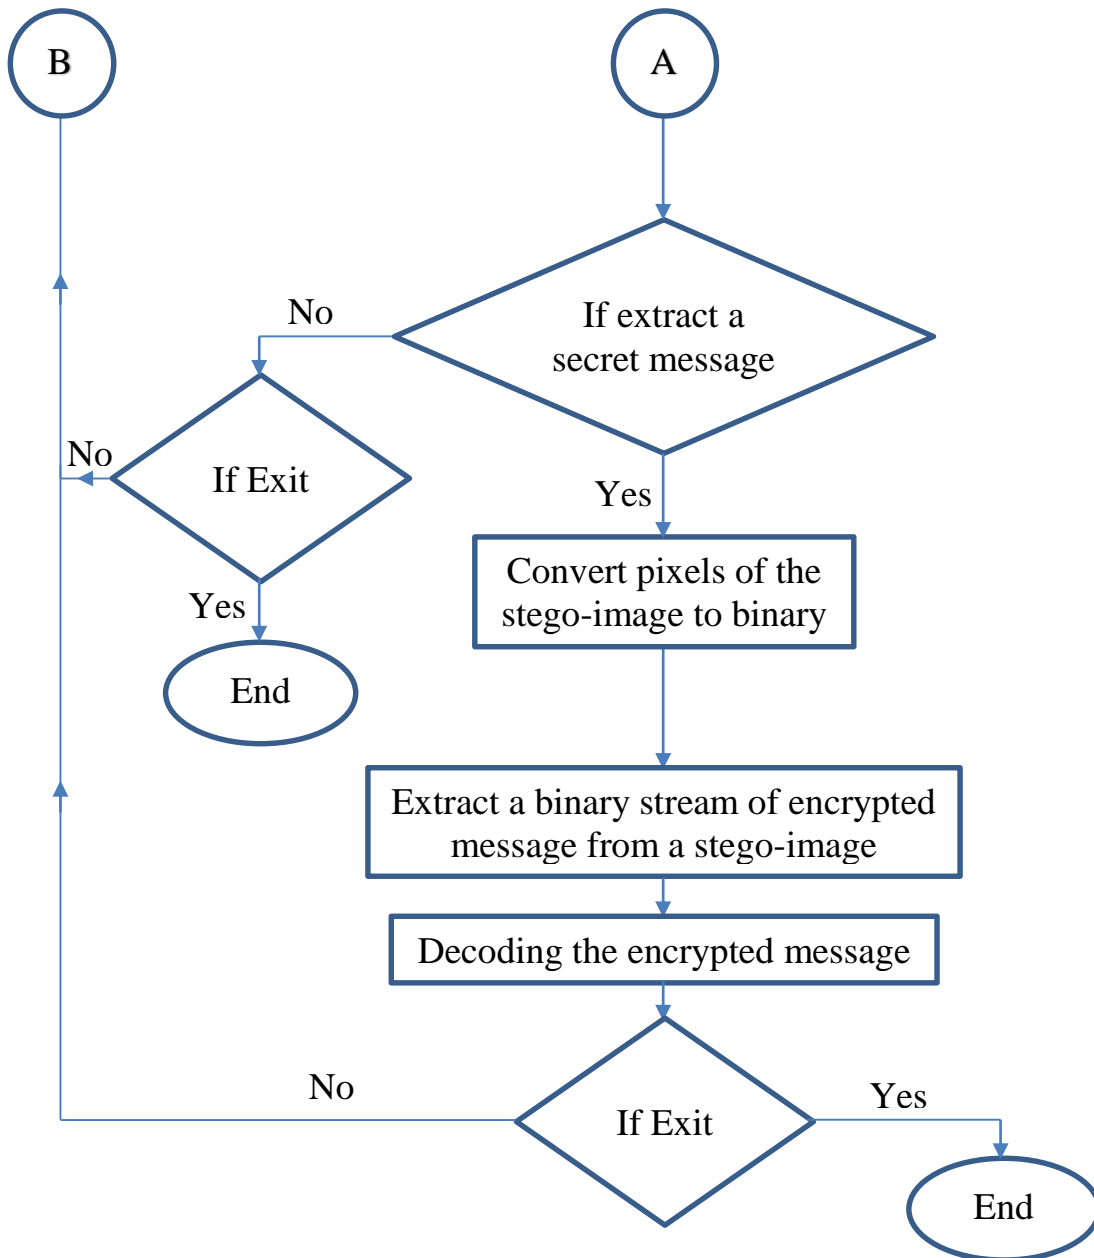 B
A
If extract a
secret message
No
If Exit
No
Yes
Convert pixels of the
stego-image to binary
Yes
End
Extract a binary stream of encrypted
message from a stego-image
Decoding the encrypted message
If Exit
No
Yes
End